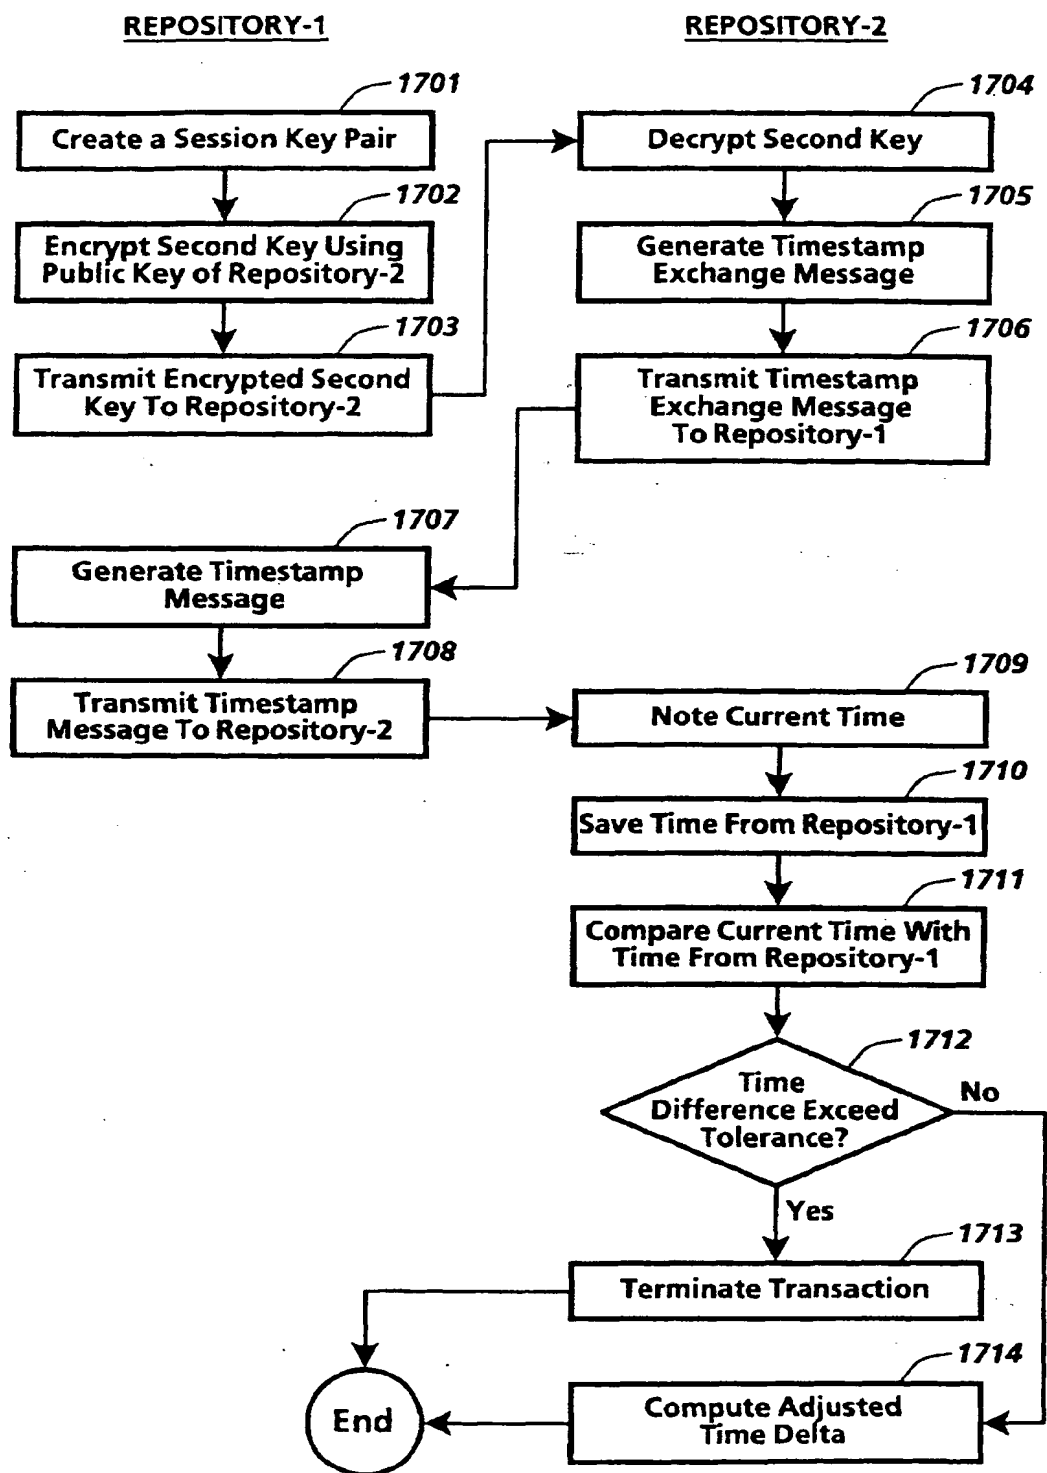 REPOSITORY-1
REPOSITORY-2
1701
Create a Session Key Pair
1702
Encrypt Second Key Using
Public Key of Repository-2
1703
Transmit Encrypted Second
Key To Repository-2
1704
Decrypt Second Key
1705
Generate Timestamp
Exchange Message
1706
Transmit Timestamp
Exchange Message
To Repository-1
1707
Generate Timestamp
Message
1708
Transmit Timestamp
Message To Repository-2
1709
Note Current Time
1710
Save Time From Repository-1
1711
Compare Current Time With
Time From Repository-1
1712
Time
Difference Exceed
Tolerance?
No
Yes
1713
Terminate Transaction
1714
Compute Adjusted
Time Delta
End